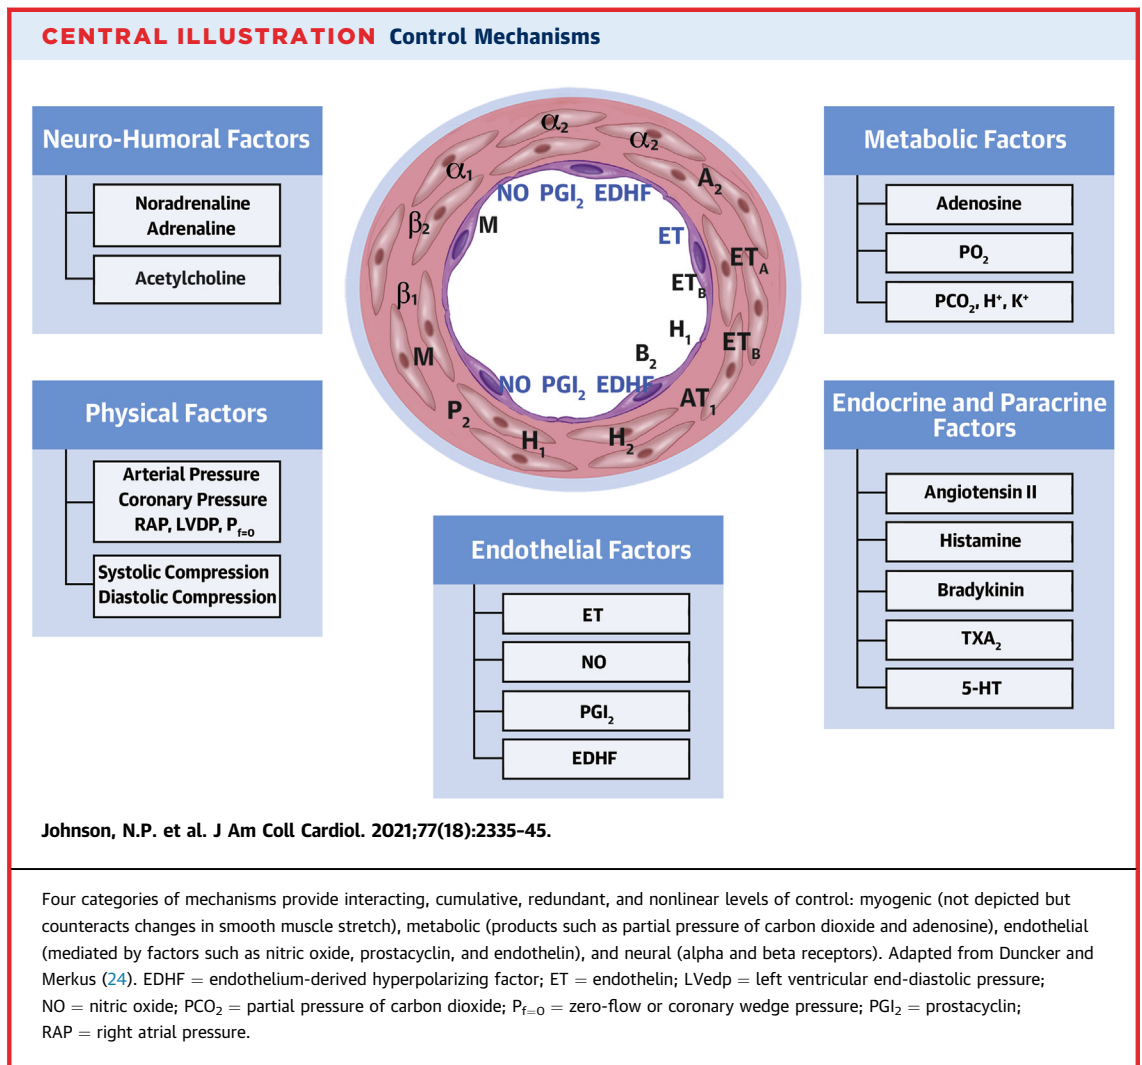 CENTRAL ILLUSTRATION Control Mechanisms
Neuro-Humoral Factors
Noradrenaline
Adrenaline
Acetylcholine
Physical Factors
Arterial Pressure
Coronary Pressure
RAP, LVDP, Pf=0
Systolic Compression
Diastolic Compression
α2
α2
α1
A2
NO PGI2 EDHF
β2
M
ET
ETA
ETB
β1
H1
ETB
M
B2
NO PGI2 EDHF
AT1
P2
H1
H2
Endothelial Factors
ET
NO
PGI2
EDHF
Metabolic Factors
Adenosine
PO2
PCO2, H+, K+
Endocrine and Paracrine
Factors
Angiotensin II
Histamine
Bradykinin
TXA2
5-HT
Johnson, N.P. et al. J Am Coll Cardiol. 2021;77(18):2335–45.
Four categories of mechanisms provide interacting, cumulative, redundant, and nonlinear levels of control: myogenic (not depicted but
counteracts changes in smooth muscle stretch), metabolic (products such as partial pressure of carbon dioxide and adenosine), endothelial
(mediated by factors such as nitric oxide, prostacyclin, and endothelin), and neural (alpha and beta receptors). Adapted from Duncker and
Merkus (24). EDHF = endothelium-derived hyperpolarizing factor; ET = endothelin; LVedp = left ventricular end-diastolic pressure;
NO = nitric oxide; PCO2 = partial pressure of carbon dioxide; Pf=0 = zero-flow or coronary wedge pressure; PGI2 = prostacyclin;
RAP = right atrial pressure.